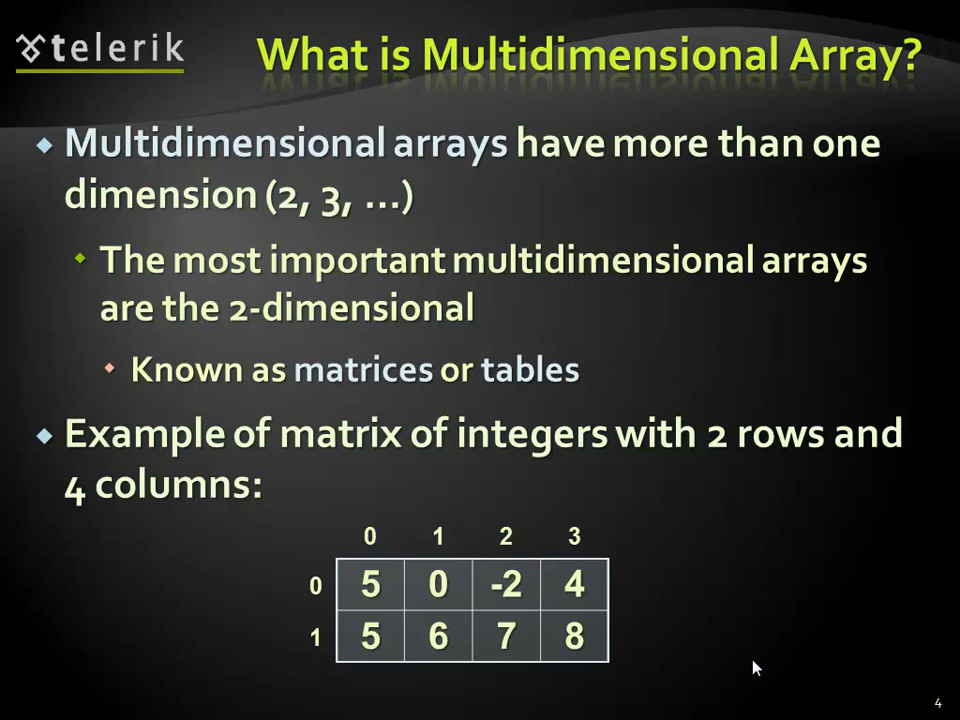 telerik
What is Multidimensional Array?
Multidimensional arrays have more than one
dimension (2, 3, …)
The most important multidimensional arrays
are the 2-dimensional
Known as matrices or tables
Example of matrix of integers with 2 rows and
4 columns:
0 1 2 3
0 5 0 -2 4
1 5 6 7 8
4